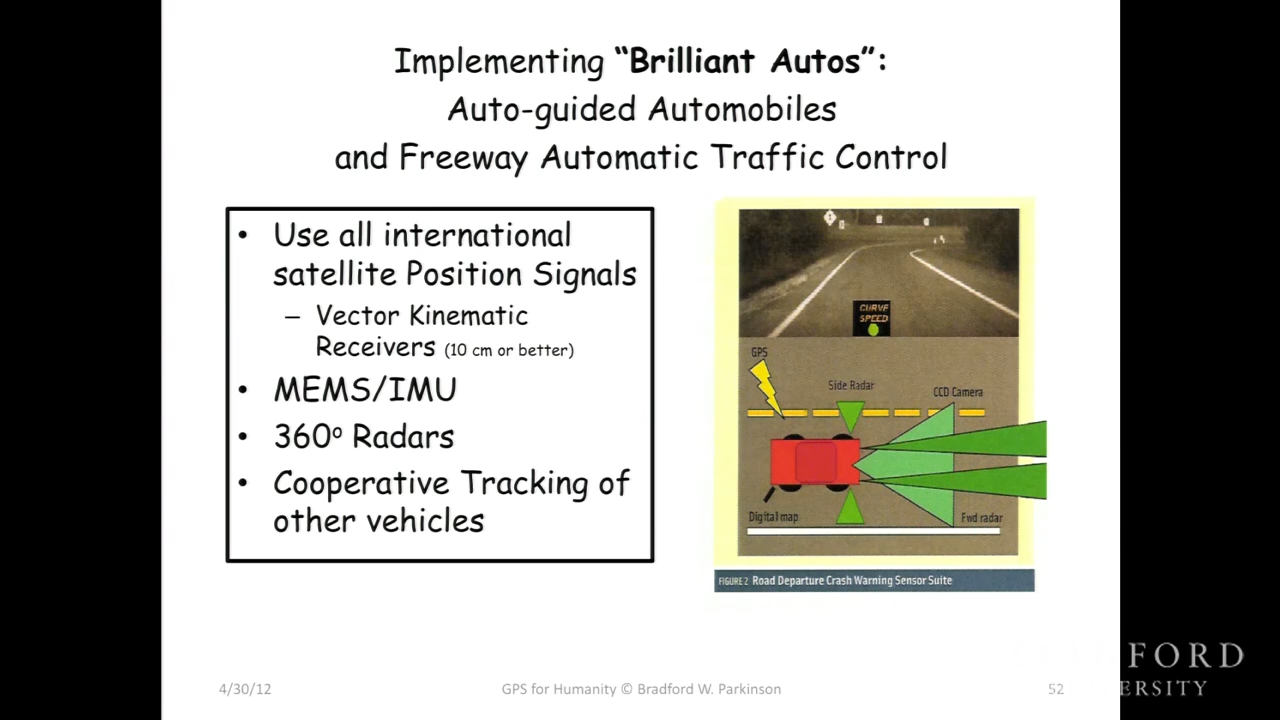 Implementing “Brilliant Autos”:
Auto-guided Automobiles
and Freeway Automatic Traffic Control
• Use all international
satellite Position Signals
– Vector Kinematic
Receivers (10 cm or better)
• MEMS/IMU
• 360º Radars
• Cooperative Tracking of
other vehicles
CURVE
SPEED
GPS
Side Radar
CCD Camera
Digital map
Fwd radar
FIGURE 2 Road Departure Crash Warning Sensor Suite
4/30/12
GPS for Humanity © Bradford W. Parkinson
52
FORD
ERSITY